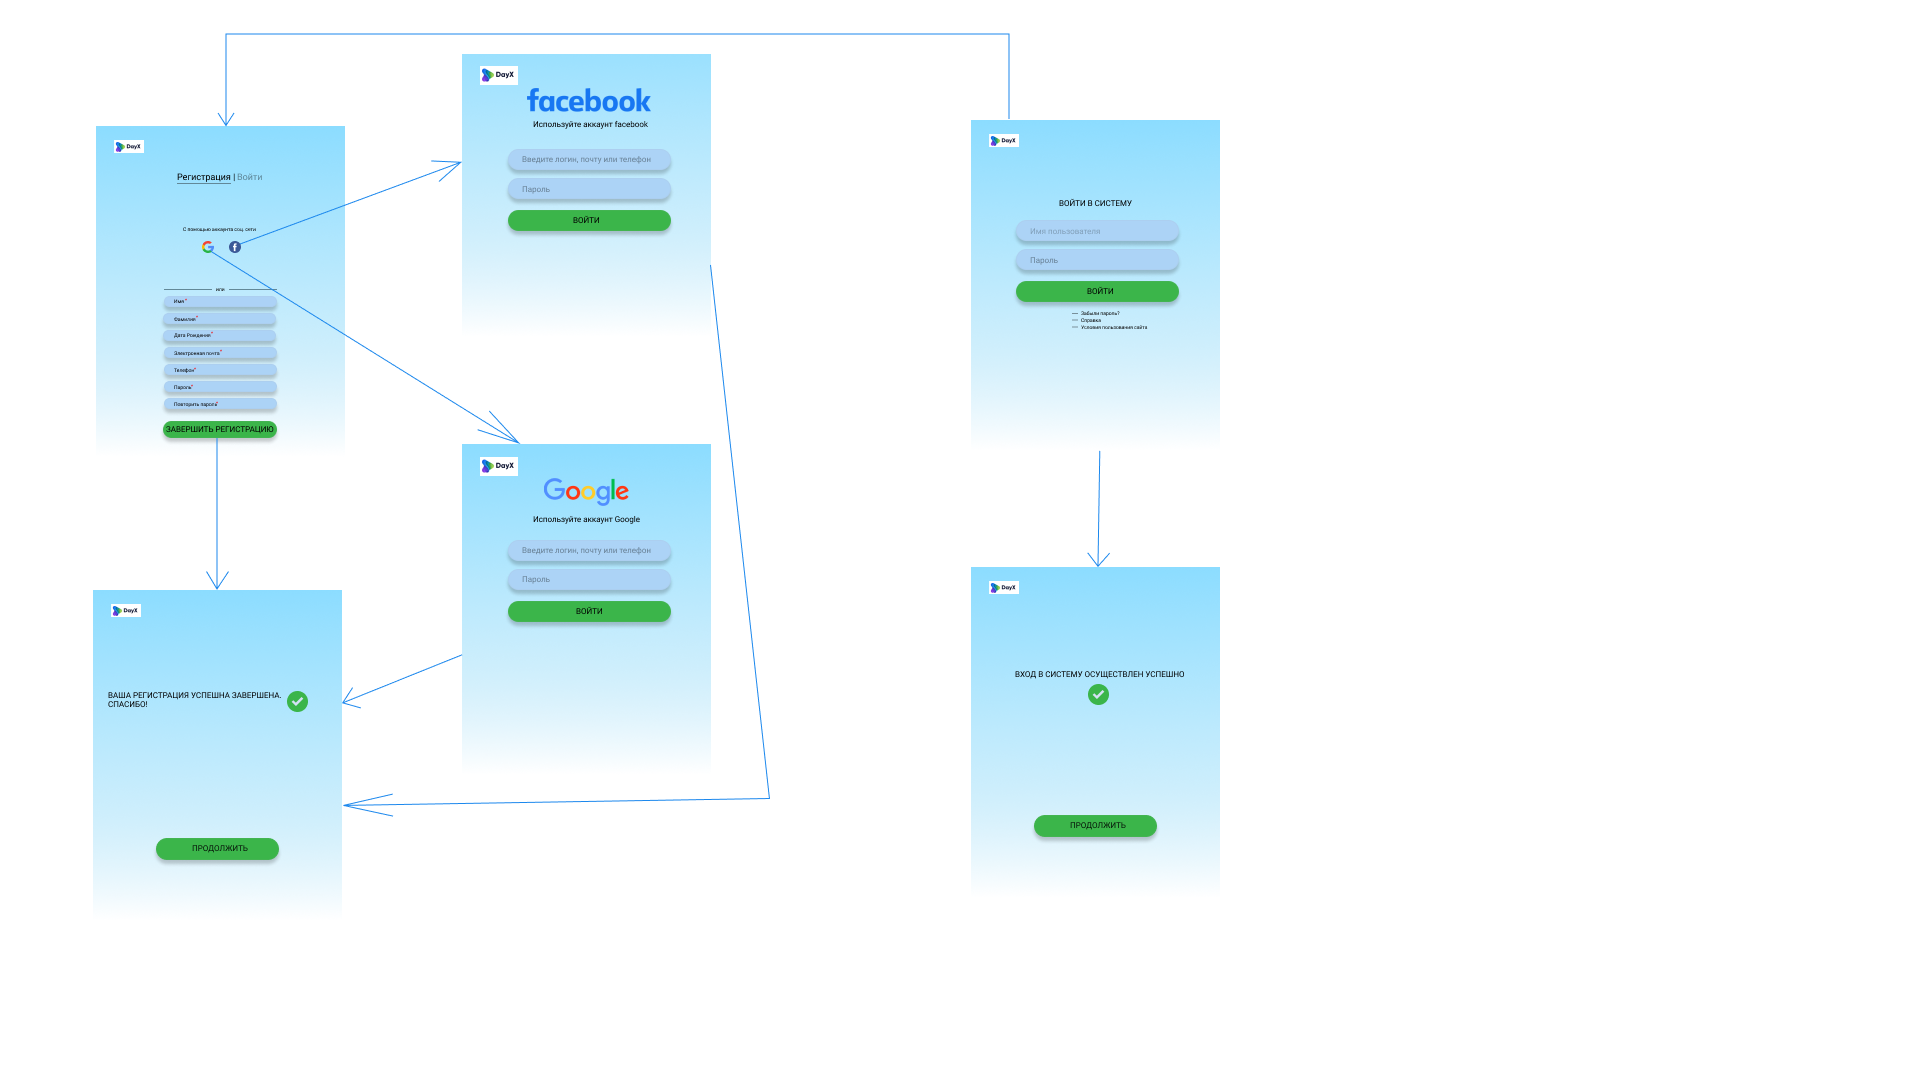 DayX
Регистрация | Войти
С помощью аккаунта соц. сети
или
Имя *
Фамилия*
Дата Рождения*
Электронная почта*
Телефон*
Пароль*
Повторить пароль*
ЗАВЕРШИТЬ РЕГИСТРАЦИЮ
DayX
facebook
Используйте аккаунт facebook
Введите логин, почту или телефон
Пароль
ВОЙТИ
DayX
ВОЙТИ В СИСТЕМУ
Имя пользователя
Пароль
ВОЙТИ
— Забыли пароль?
— Справка
— Условия пользования сайта
DayX
Google
Используйте аккаунт Google
Введите логин, почту или телефон
Пароль
ВОЙТИ
DayX
ВАША РЕГИСТРАЦИЯ УСПЕШНА ЗАВЕРШЕНА.
СПАСИБО!
ПРОДОЛЖИТЬ
DayX
ВХОД В СИСТЕМУ ОСУЩЕСТВЛЕН УСПЕШНО
ПРОДОЛЖИТЬ